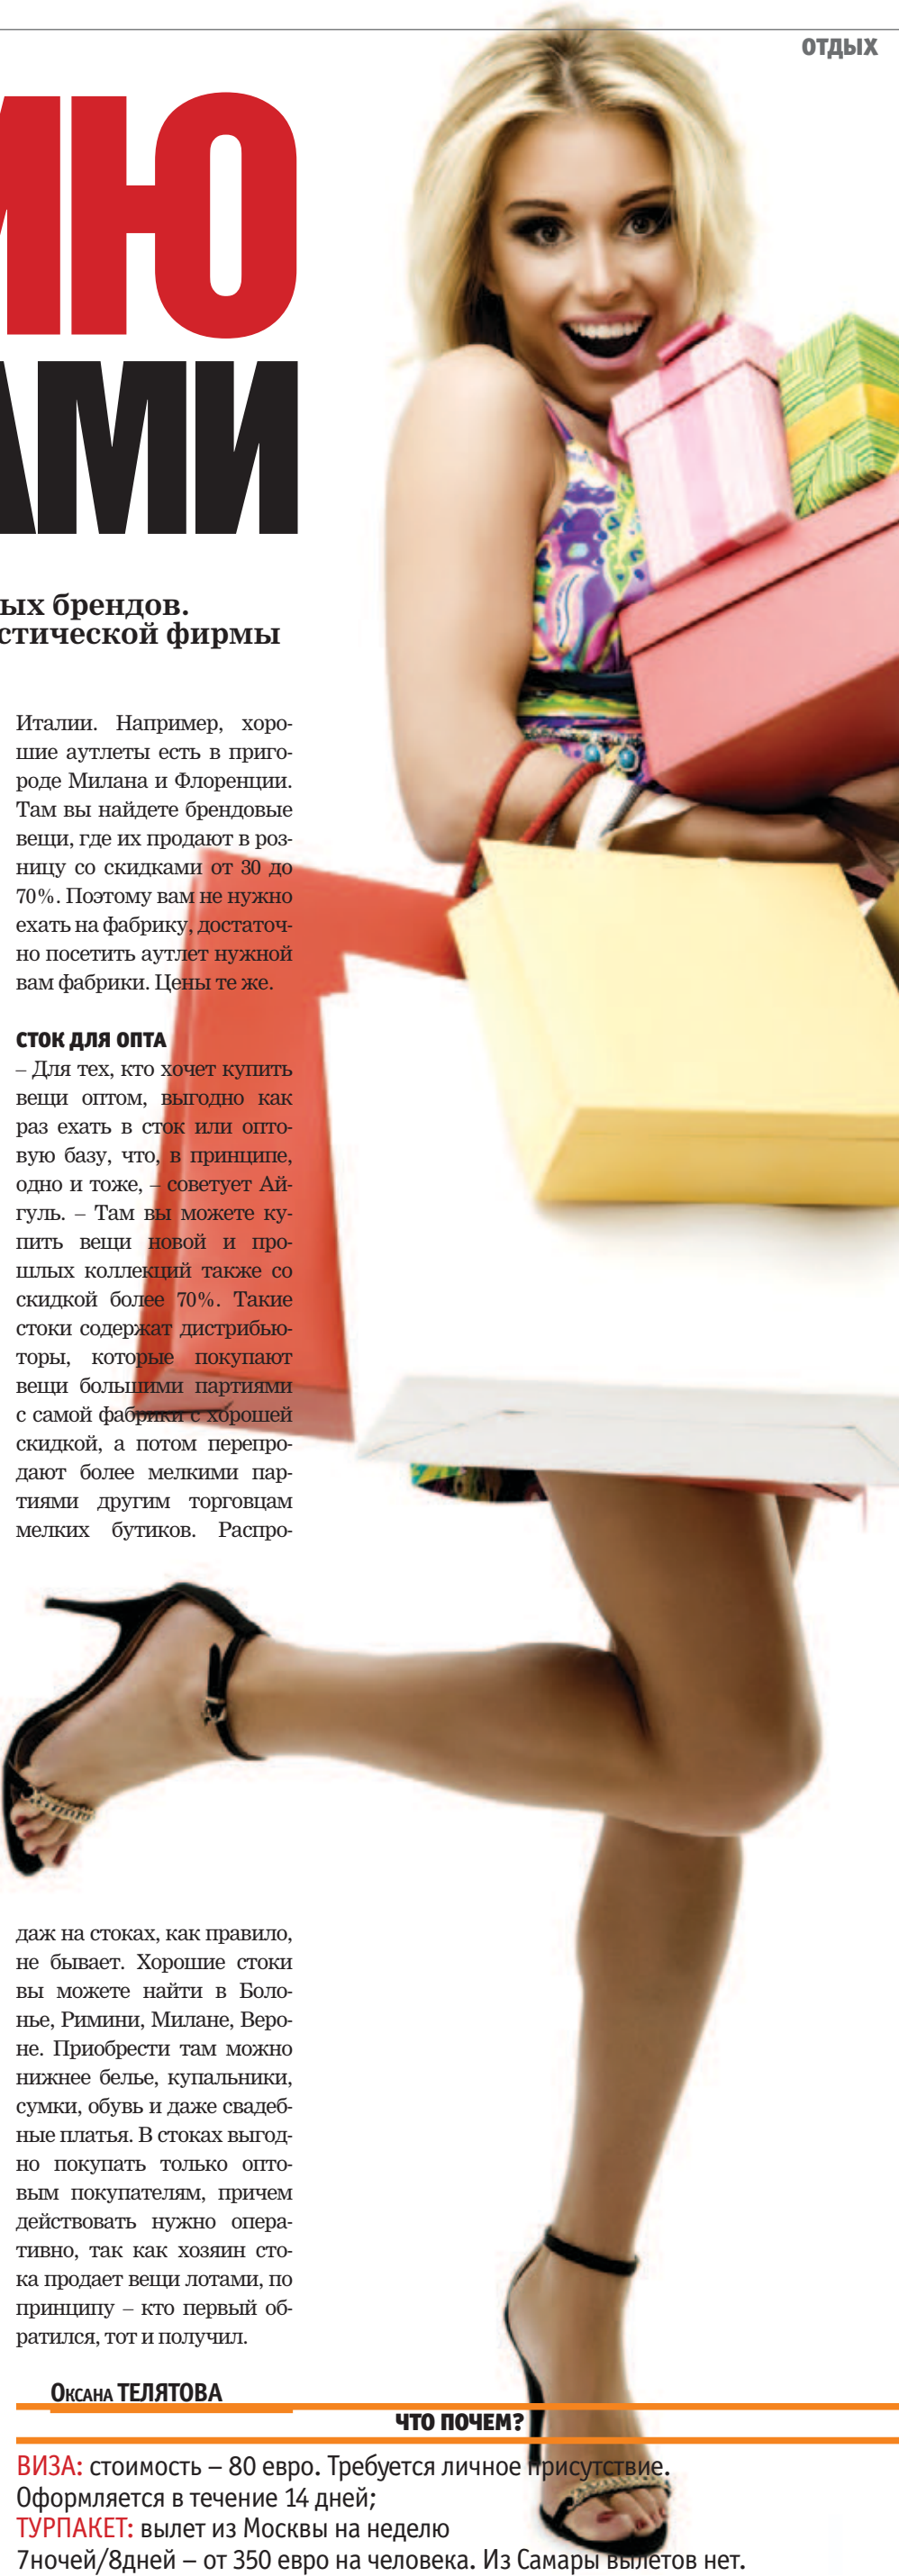 ОТДЫХ
ИЮ
АМИ
ых брендов.
стической фирмы
Италии. Например, хоро-
шие аутлеты есть в приго-
роде Милана и Флоренции.
Там вы найдете брендовые
вещи, где их продают в роз-
ницу со скидками от 30 до
70%. Поэтому вам не нужно
ехать на фабрику, достаточ-
но посетить аутлет нужной
вам фабрики. Цены те же.
СТОК ДЛЯ ОПТА
– Для тех, кто хочет купить
вещи оптом, выгодно как
раз ехать в сток или опто-
вую базу, что, в принципе,
одно и тоже, – советует Ай-
гуль. – Там вы можете ку-
пить вещи новой и про-
шлых коллекций также со
скидкой более 70%. Такие
стоки содержат дистрибью-
торы, которые покупают
вещи большими партиями
с самой фабрики с хорошей
скидкой, а потом перепро-
дают более мелкими пар-
тиями другим торговцам
мелких бутиков. Распро-
даж на стоках, как правило,
не бывает. Хорошие стоки
вы можете найти в Боло-
нье, Римини, Милане, Веро-
не. Приобрести там можно
нижнее белье, купальники,
сумки, обувь и даже свадеб-
ные платья. В стоках выгод-
но покупать только опто-
вым покупателям, причем
действовать нужно опера-
тивно, так как хозяин сто-
ка продает вещи лотами, по
принципу – кто первый об-
ратился, тот и получил.
Оксана ТЕЛЯТОВА
ЧТО ПОЧЕМ?
ВИЗА: стоимость – 80 евро. Требуется личное присутствие.
Оформляется в течение 14 дней;
ТУРПАКЕТ: вылет из Москвы на неделю
7ночей/8дней – от 350 евро на человека. Из Самары вылетов нет.